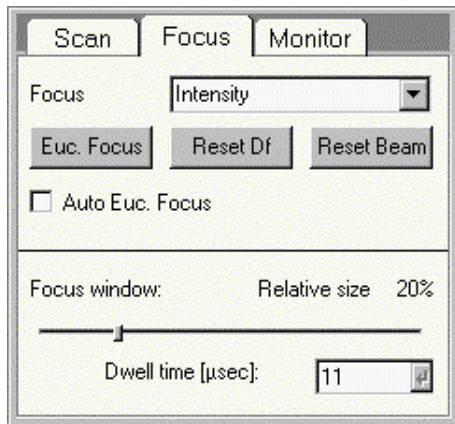 Scan Focus Monitor
Focus Intensity
Euc. Focus Reset Df Reset Beam
Auto Euc. Focus
Focus window: Relative size 20%
Dwell time [µsec]: 11